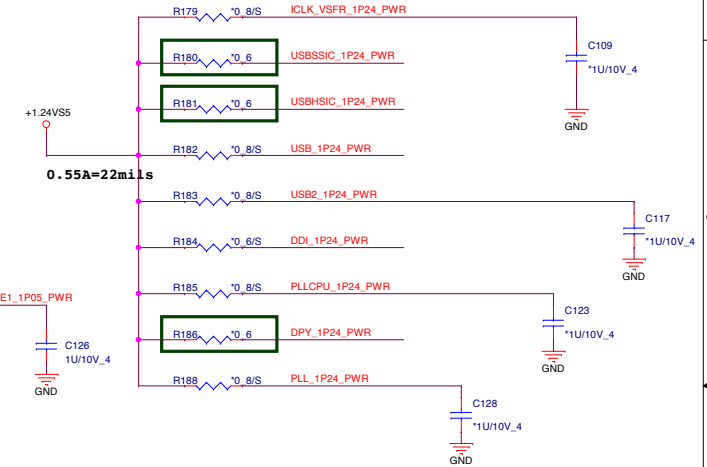 R179 *0_8/S ICLK_VSFR_1P24_PWR
C109
*1U/10V_4
GND
R180 *0_6 USBSSIC_1P24_PWR
R181 *0_6 USBHSIC_1P24_PWR
+1.24VS5
R182 *0_8/S USB_1P24_PWR
0.55A=22mils
R183 *0_8/S USB2_1P24_PWR
C117
*1U/10V_4
GND
R184 *0_6/S DDI_1P24_PWR
R185 *0_8/S PLLCPU_1P24_PWR
E1_1P05_PWR
C123
*1U/10V_4
GND
R186 *0_6 DPY_1P24_PWR
C126
1U/10V_4
GND
R188 *0_8/S PLL_1P24_PWR
C128
*1U/10V_4
GND